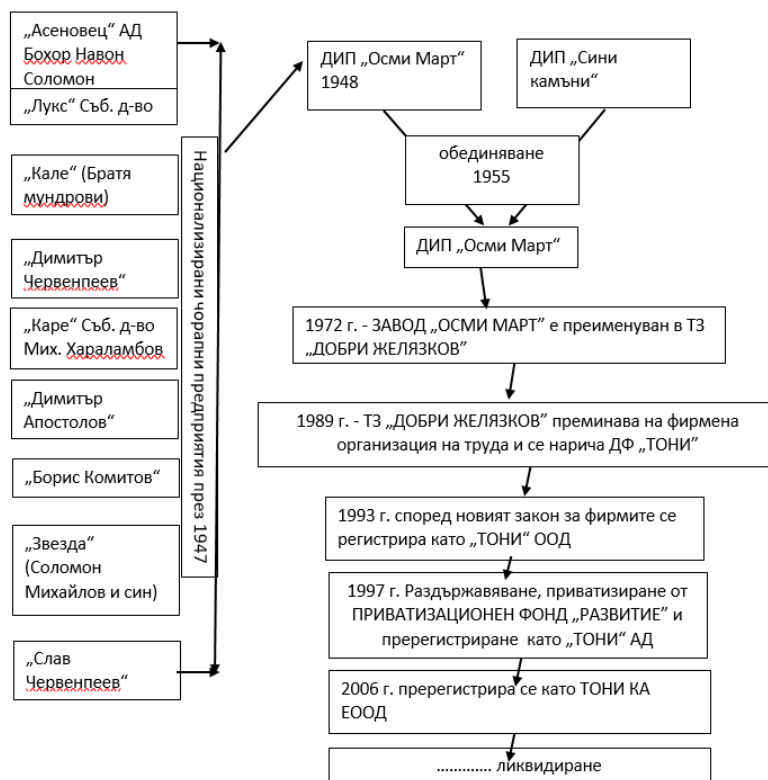 „Асеновец“ АД
Бохор Навон
Соломон
„Лукс“ Съб. д-во
„Кале“ (Братя
мундрови)
„Димитър
Червенпеев“
„Каре“ Съб. д-во
Мих. Хараламбов
„Димитър
Апостолов“
„Борис Комитов“
„Звезда“
(Соломон
Михайлов и син)
„Слав
Червенпеев“
Национализирани чорапни предприятия през 1947
ДИП „Осми Март“
1948
ДИП „Сини
камъни“
обединяване
1955
ДИП „Осми Март“
1972 г. - ЗАВОД „ОСМИ МАРТ“ е преименуван в ТЗ
„ДОБРИ ЖЕЛЯЗКОВ”
1989 г. - ТЗ „ДОБРИ ЖЕЛЯЗКОВ” преминава на фирмена
организация на труда и се нарича ДФ „ТОНИ”
1993 г. според новият закон за фирмите се
регистрира като „ТОНИ” ООД
1997 г. Раздържавяване, приватизиране от
ПРИВАТИЗАЦИОНЕН ФОНД „РАЗВИТИЕ” и
пререгистриране като „ТОНИ” АД
2006 г. пререгистрира се като ТОНИ КА
ЕООД
............. ликвидиране